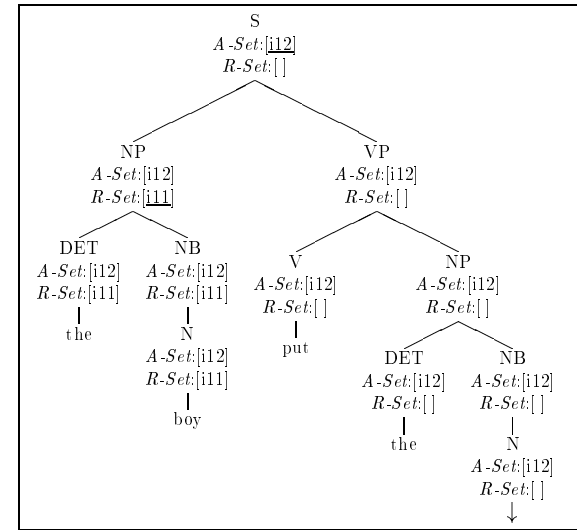 S
A-Set:[i12]
R-Set:[ ]
NP VP
A-Set:[i12] A-Set:[i12]
R-Set:[i11] R-Set:[ ]
DET NB V NP
A-Set:[i12] A-Set:[i12] A-Set:[i12] A-Set:[i12]
R-Set:[i11] R-Set:[i11] R-Set:[ ] R-Set:[ ]
the N put DET NB
A-Set:[i12] A-Set:[i12] A-Set:[i12]
R-Set:[i11] R-Set:[ ] R-Set:[ ]
boy the N
A-Set:[i12]
R-Set:[ ]
↓